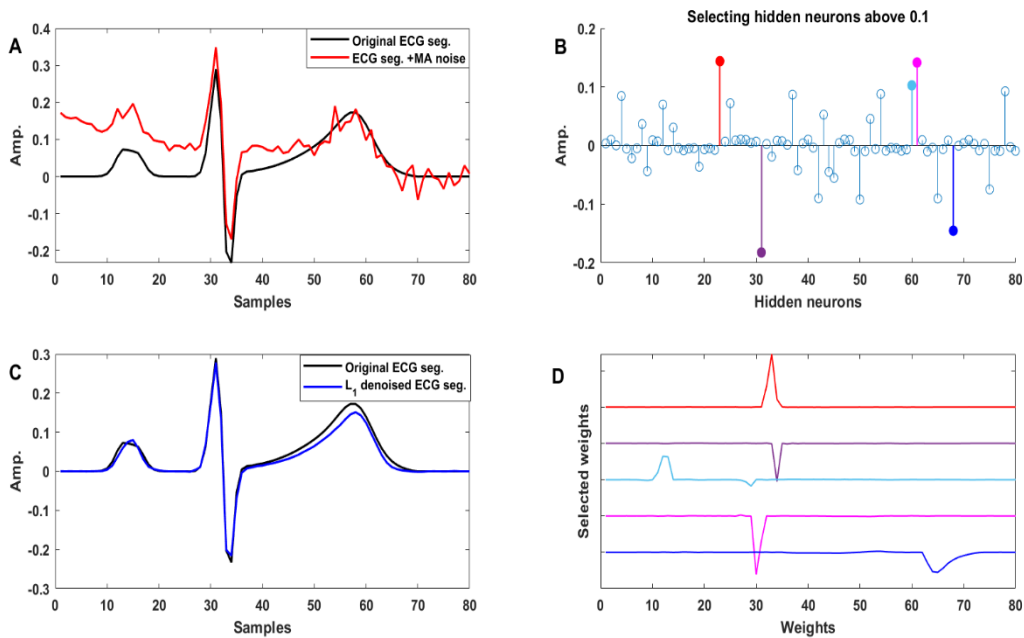 A
0.4
0.3
0.2
0.1
0
-0.1
-0.2
Amp.
0 10 20 30 40 50 60 70 80
Samples
Original ECG seg.
ECG seg. +MA noise
Selecting hidden neurons above 0.1
B
0.2
0.1
0
-0.1
0.2
Amp.
0 10 20 30 40 50 60 70 80
Hidden neurons
C
0.3
0.2
0.1
0.0
-0.1
-0.2
0.3
Amp.
0 10 20 30 40 50 60 70 80
Samples
Original ECG seg.
L1 denoised ECG seg.
D
Selected weights
0 10 20 30 40 50 60 70 80
Weights